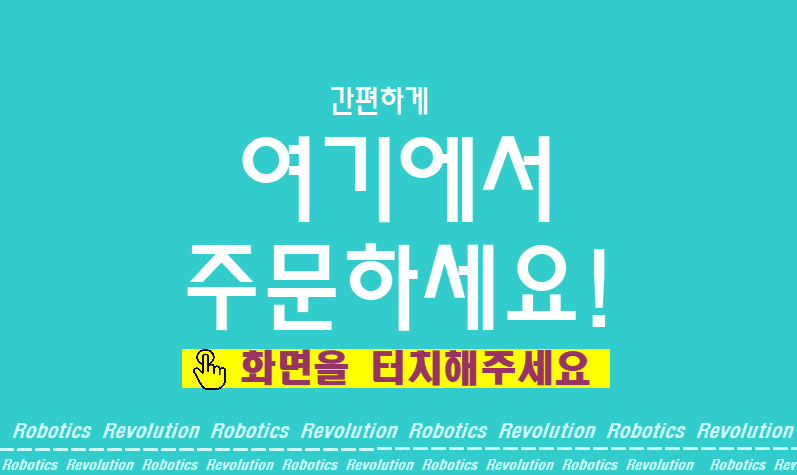 간편하게
여기에서
주문하세요!
화면을 터치해주세요
Robotics Revolution Robotics Revolution Robotics Revolution Robotics Revolution
Robotics Revolution Robotics Revolution Robotics Revolution Robotics Revolution Robotics Revolution Robotics Re